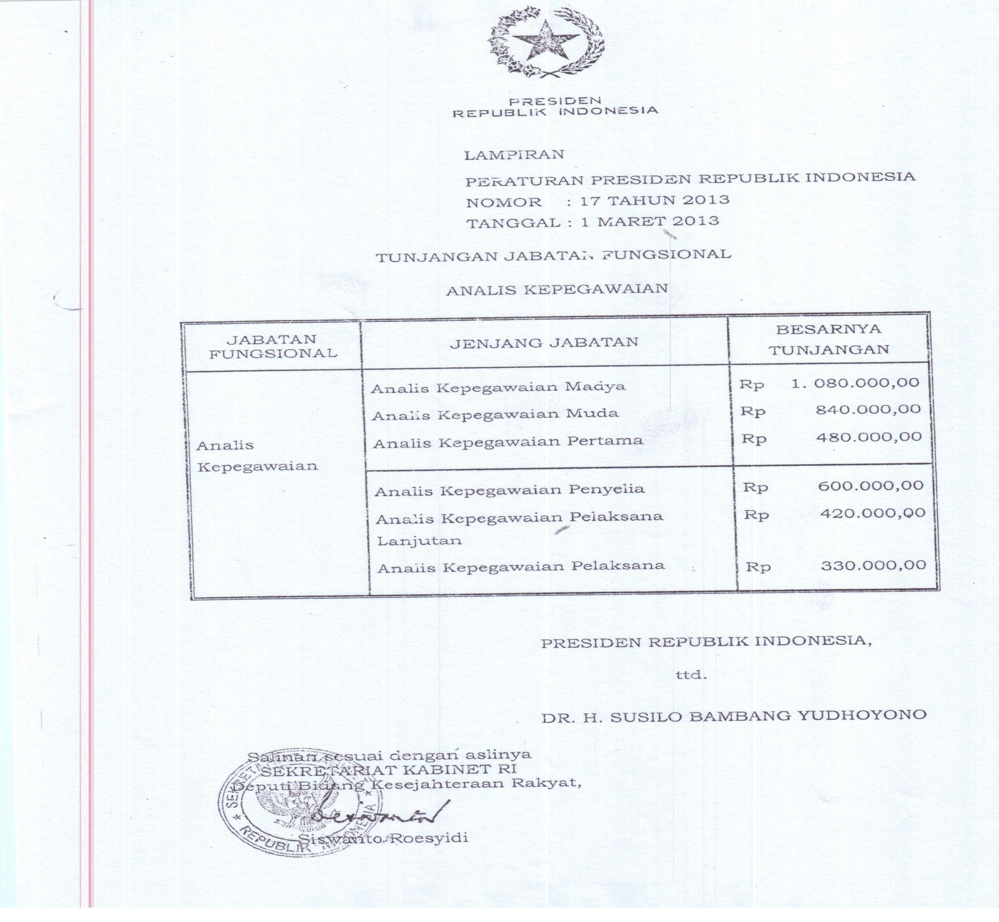 PRESIDEN
REPUBLIK INDONESIA
LAMPIRAN
PERATURAN PRESIDEN REPUBLIK INDONESIA
NOMOR : 17 TAHUN 2013
TANGGAL : 1 MARET 2013
TUNJANGAN JABATAN FUNGSIONAL
ANALIS KEPEGAWAIAN
JABATAN
FUNGSIONAL
JENJANG JABATAN
BESARNYA
TUNJANGAN
Analis
Kepegawaian
Analis Kepegawaian Madya Rp 1. 080.000,00
Analis Kepegawaian Muda Rp 840.000,00
Analis Kepegawaian Pertama Rp 480.000,00
Analis Kepegawaian Penyelia Rp 600.000,00
Analis Kepegawaian Pelaksana Rp 420.000,00
Lanjutan
Analis Kepegawaian Pelaksana Rp 330.000,00
PRESIDEN REPUBLIK INDONESIA,
ttd.
DR. H. SUSILO BAMBANG YUDHOYONO
Salinan sesuai dengan aslinya
SEKRETARIAT KABINET RI
Deputi Bidang Kesejahteraan Rakyat,
Siswanto Roesyidi
REPUBLIK INDONESIA